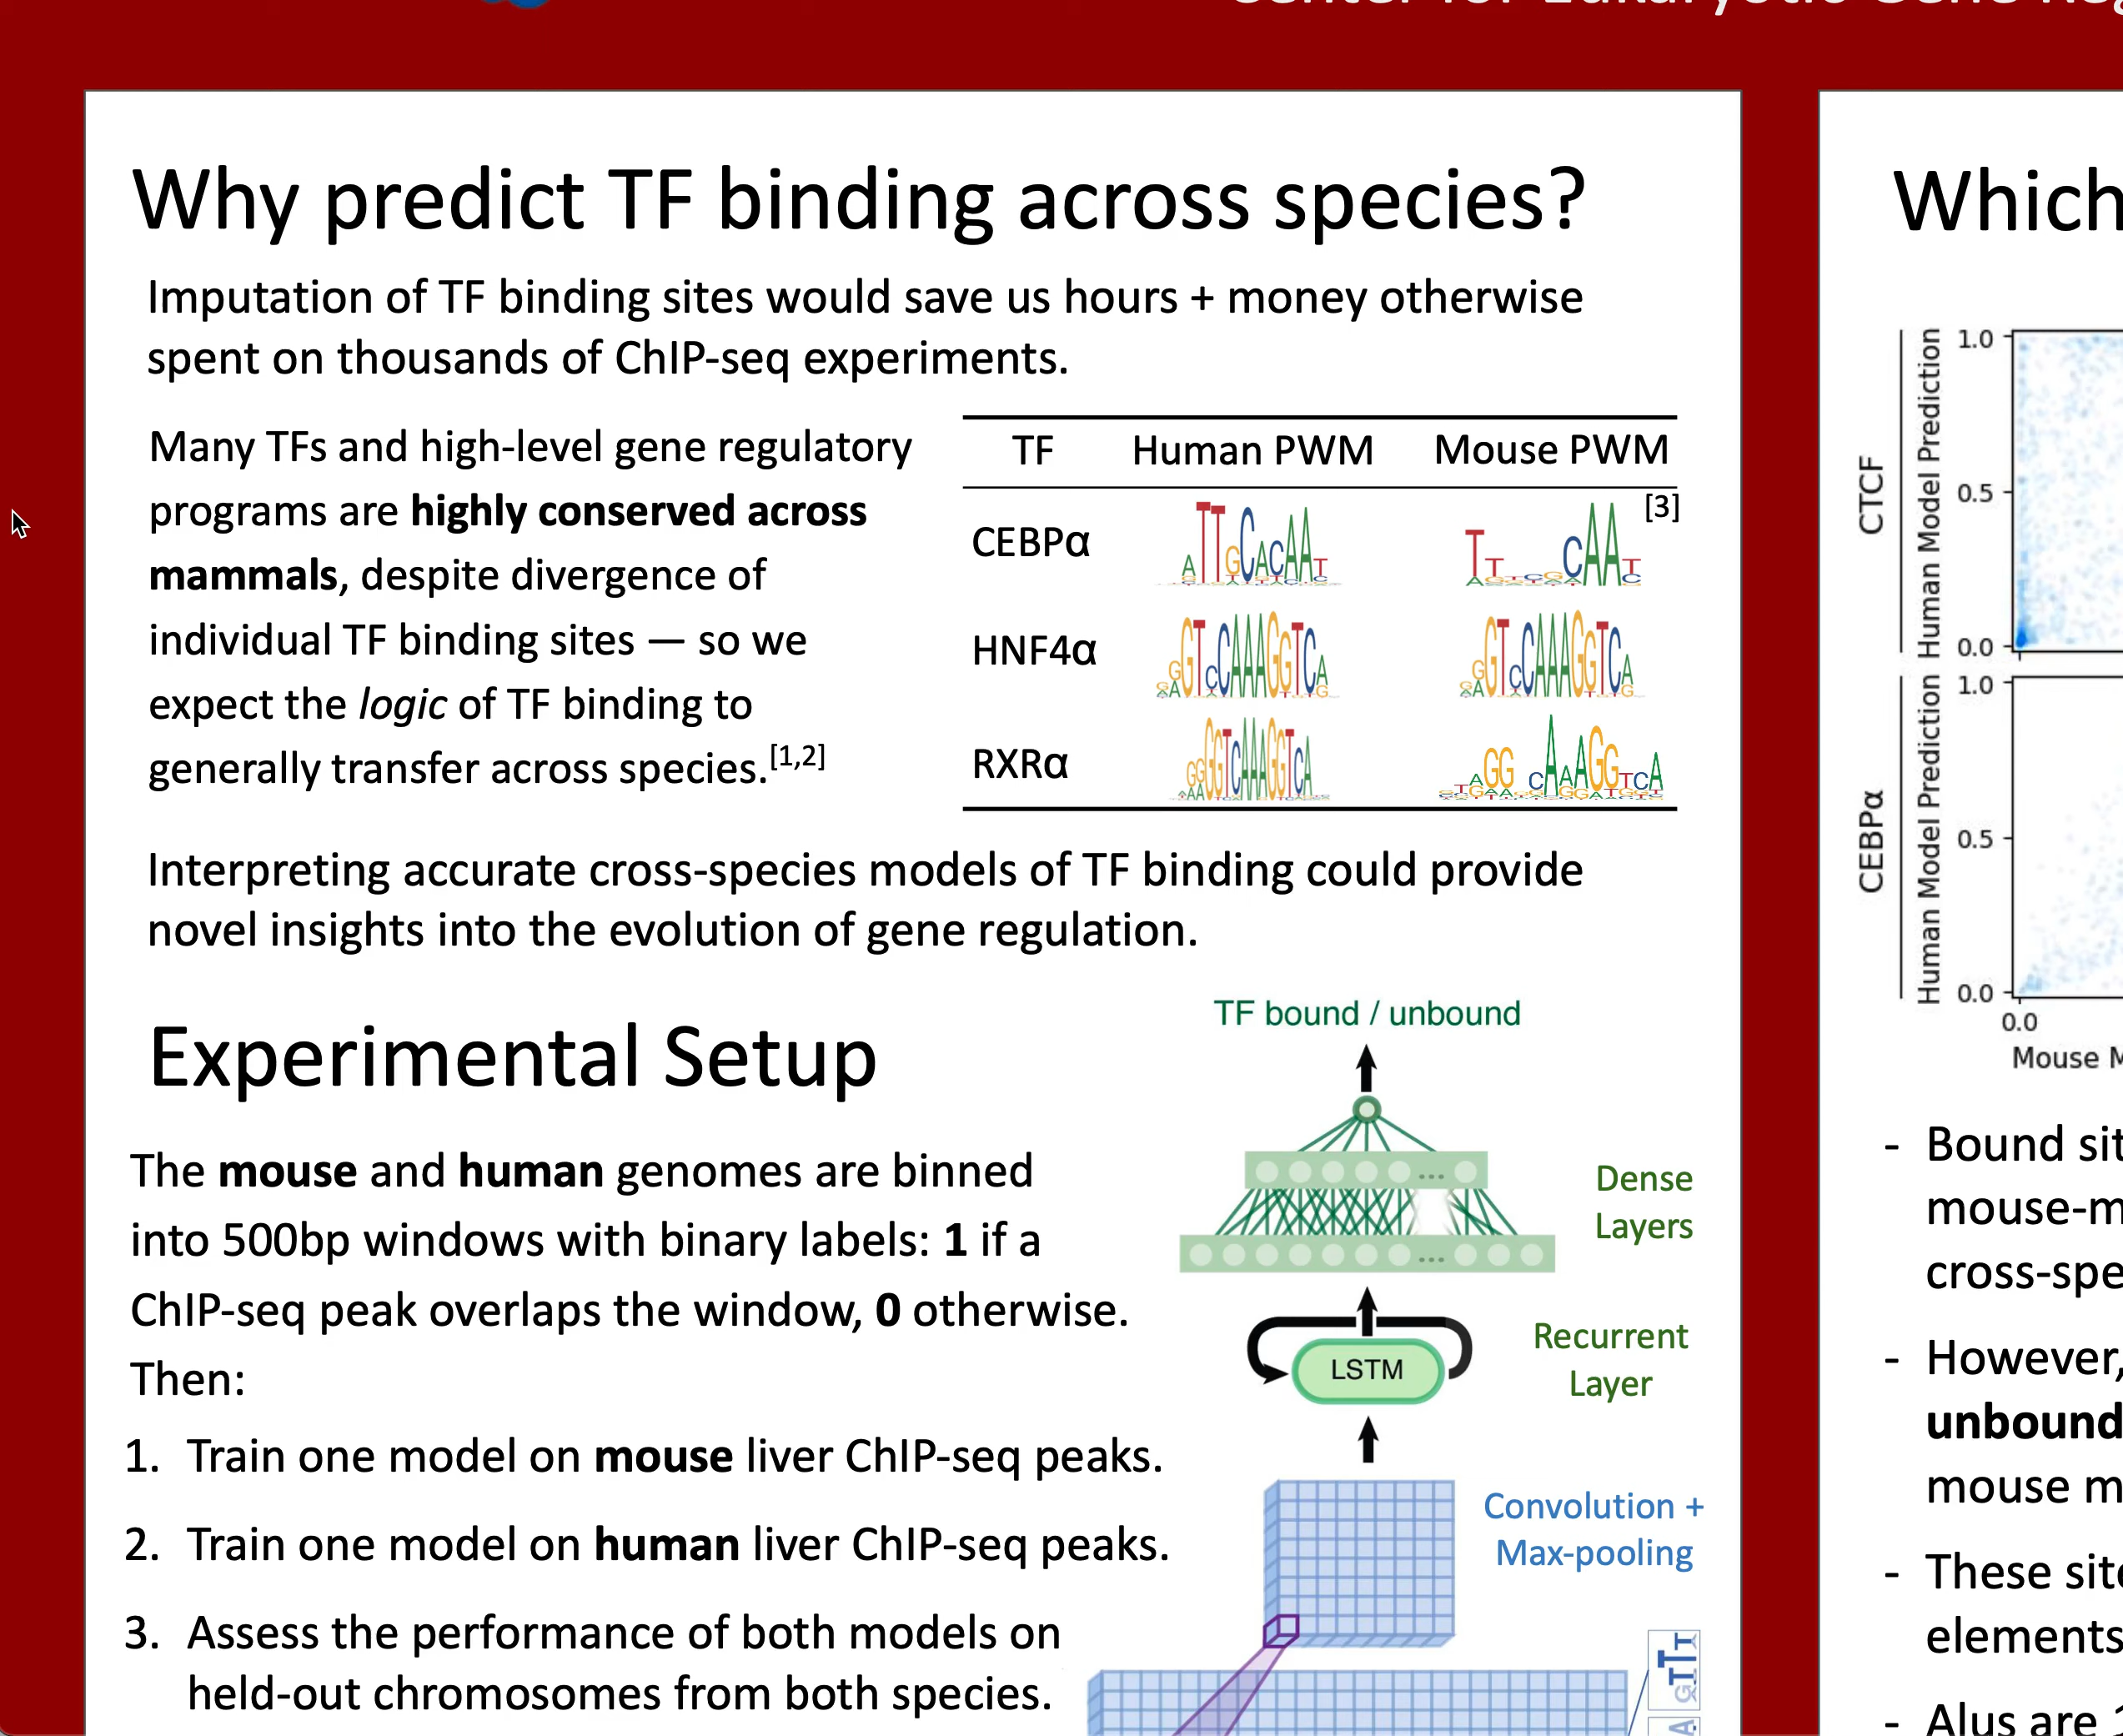 Why predict TF binding across species?
Imputation of TF binding sites would save us hours + money otherwise
spent on thousands of ChIP-seq experiments.
Many TFs and high-level gene regulatory
programs are highly conserved across
mammals, despite divergence of
individual TF binding sites — so we
expect the logic of TF binding to
generally transfer across species.[1,2]
TF Human PWM Mouse PWM
[3]
CEBPα
HNF4α
RXRα
Interpreting accurate cross-species models of TF binding could provide
novel insights into the evolution of gene regulation.
Experimental Setup
The mouse and human genomes are binned
into 500bp windows with binary labels: 1 if a
ChIP-seq peak overlaps the window, 0 otherwise.
Then:
1. Train one model on mouse liver ChIP-seq peaks.
2. Train one model on human liver ChIP-seq peaks.
3. Assess the performance of both models on
held-out chromosomes from both species.
TF bound / unbound
Dense
Layers
LSTM
Recurrent
Layer
Convolution +
Max-pooling
Which
CTCF
Human Model Prediction
1.0
0.5
0.0
CEBPα
Human Model Prediction
1.0
0.5
0.0
0.0
Mouse
- Bound
mouse-
cross-
- However,
unbound
mouse
- These
elements
- Alus are